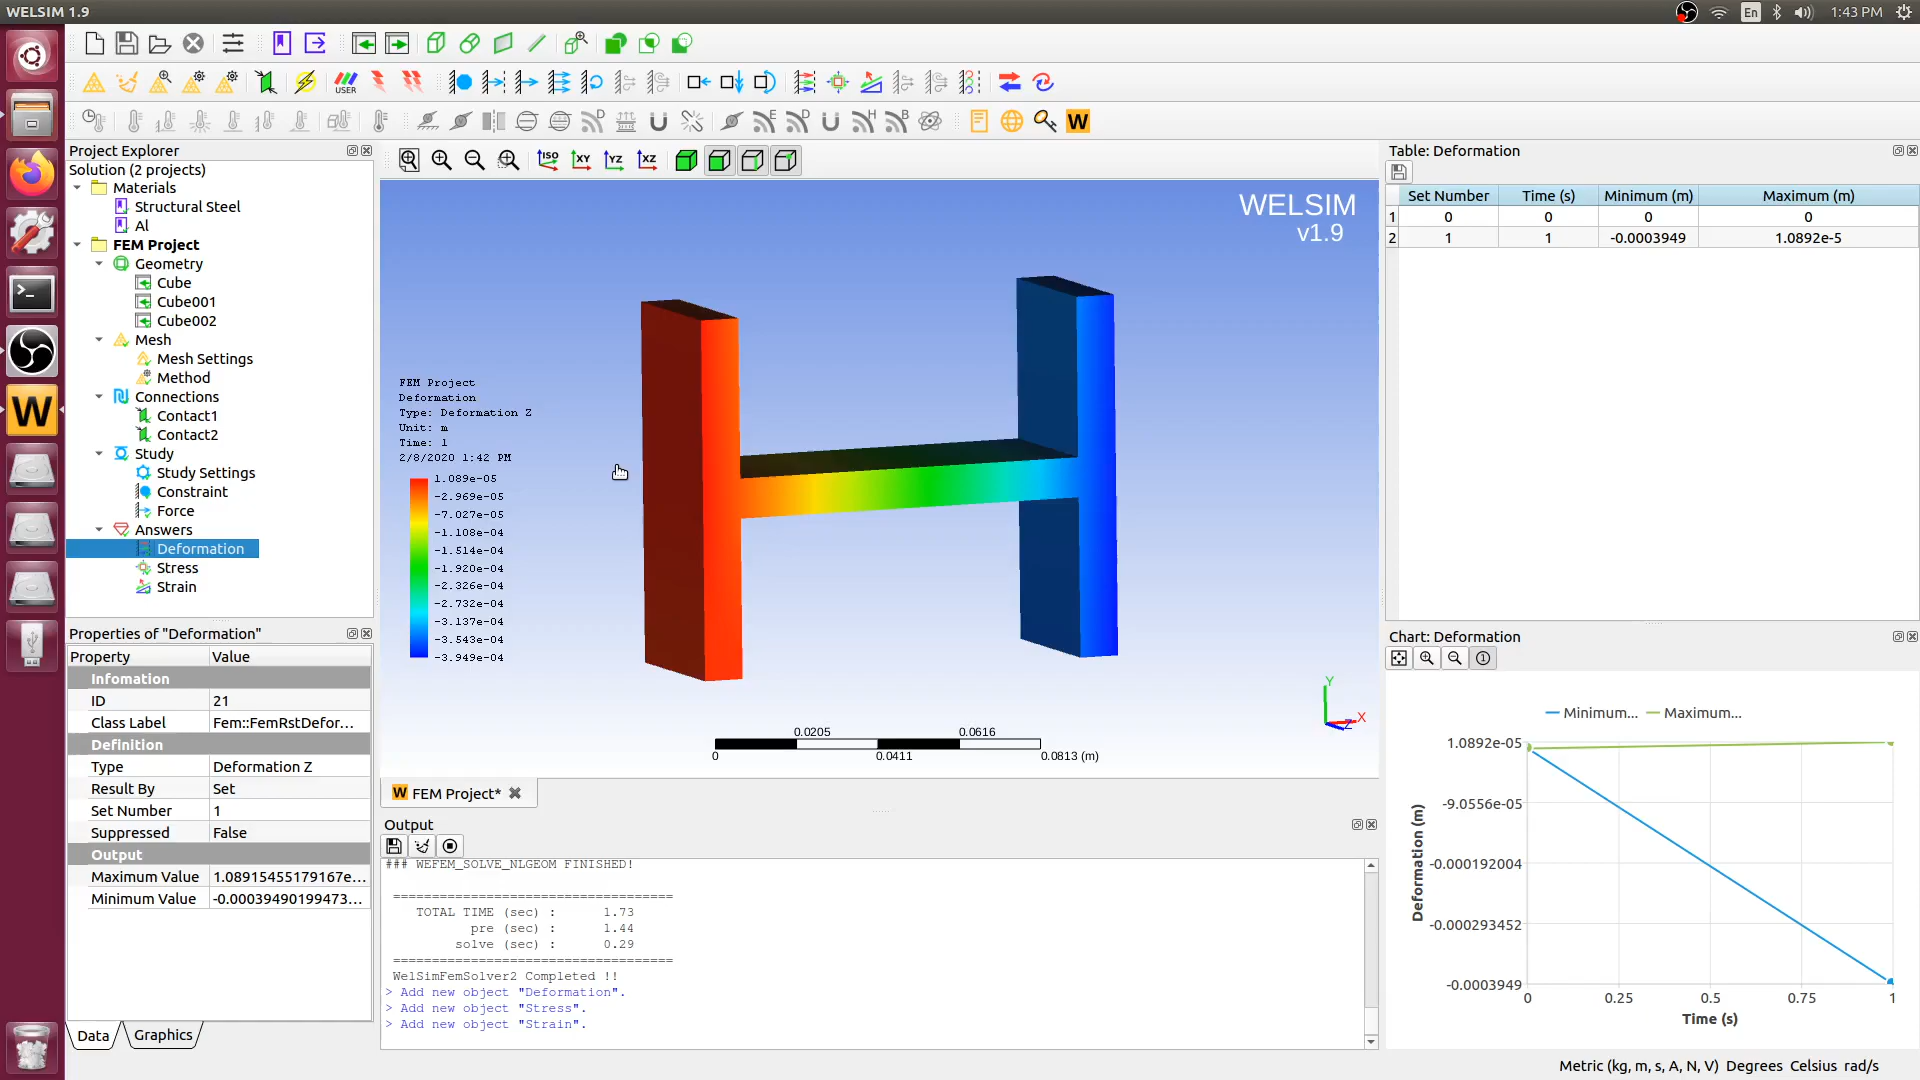 WELSIM 1.9
En
1:43 PM
USER
D
E
D
H
B
W
Project Explorer
Solution (2 projects)
Materials
Structural Steel
Al
FEM Project
Geometry
Cube
Cube001
Cube002
Mesh
Mesh Settings
Method
Connections
Contact1
Contact2
Study
Study Settings
Constraint
Force
Answers
Deformation
Stress
Strain
Properties of "Deformation"
Property Value
Infomation
ID 21
Class Label Fem::FemRstDefor...
Definition
Type Deformation Z
Result By Set
Set Number 1
Suppressed False
Output
Maximum Value 1.08915455179167e...
Minimum Value -0.00039490199473...
Data Graphics
ISO XY YZ XZ
WELSIM
v1.9
FEM Project
Deformation
Type: Deformation Z
Unit: m
Time: 1
2/8/2020 1:42 PM
1.089e-05
-2.969e-05
-7.027e-05
-1.108e-04
-1.514e-04
-1.920e-04
-2.326e-04
-2.732e-04
-3.137e-04
-3.543e-04
-3.949e-04
0.0205 0.0616
0 0.0411 0.0813 (m)
Y
X
Z
W FEM Project*
Output
### WEFEM_SOLVE_NLGEOM FINISHED!
====================================
TOTAL TIME (sec) : 1.73
pre (sec) : 1.44
solve (sec) : 0.29
====================================
WelSimFemSolver2 Completed !!
> Add new object "Deformation".
> Add new object "Stress".
> Add new object "Strain".
Table: Deformation
Set Number Time (s) Minimum (m) Maximum (m)
1 0 0 0 0
2 1 1 -0.0003949 1.0892e-5
Chart: Deformation
Minimum... Maximum...
1.0892e-05
-9.0556e-05
-0.000192004
-0.000293452
-0.0003949
Deformation (m)
0 0.25 0.5 0.75 1
Time (s)
Metric (kg, m, s, A, N, V) Degrees Celsius rad/s